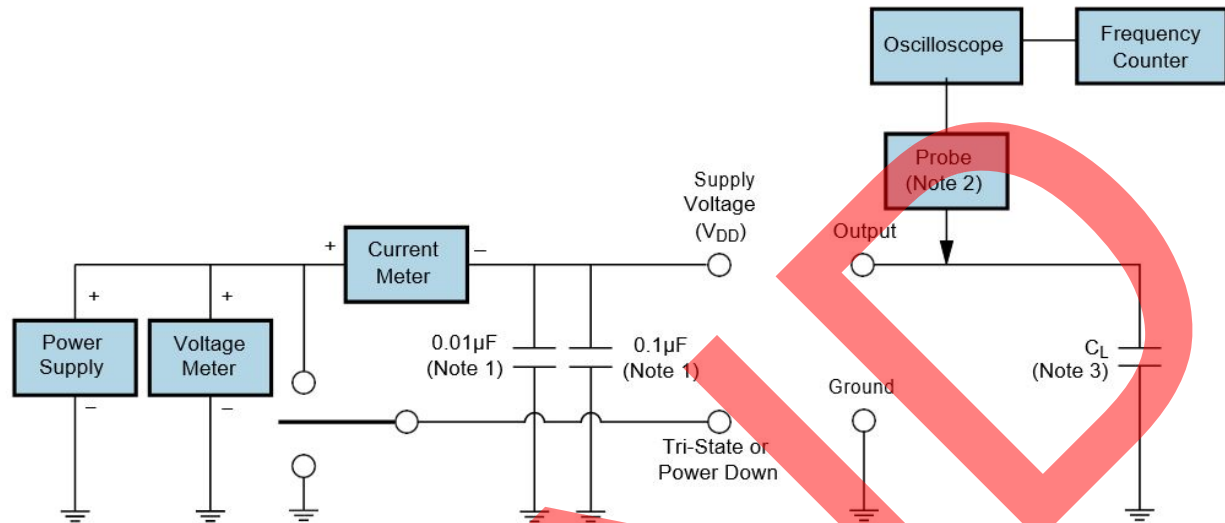 Oscilloscope
Frequency
Counter
Probe
(Note 2)
Supply
Voltage
(VDD)
Output
+
Current
Meter
–
+
+
Power
Supply
Voltage
Meter
0.01µF
(Note 1)
0.1µF
(Note 1)
CL
(Note 3)
–
–
Ground
Tri-State or
Power Down